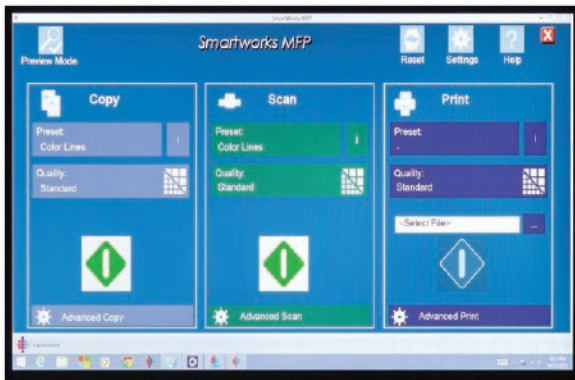 SmartWorks MFP
Smartworks MFP
Preview Mode
Reset
Settings
Help
Copy
Preset:
Color Lines
i
Quality:
Standard
Advanced Copy
Scan
Preset:
Color Lines
i
Quality:
Standard
Advanced Scan
Print
Preset:
-
i
Quality:
Standard
<Select File>
...
Advanced Print